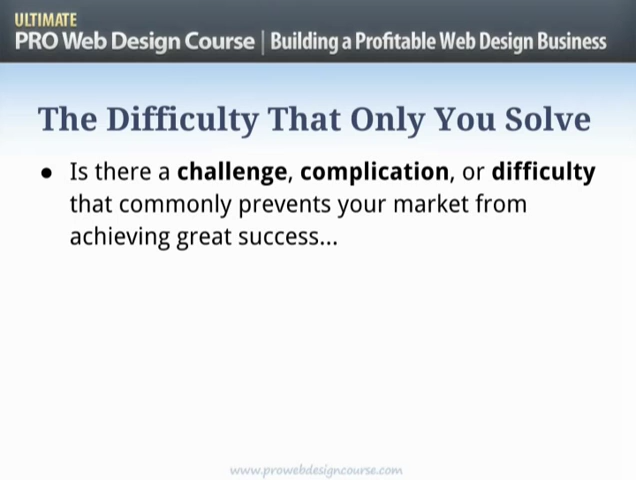 ULTIMATE
PRO Web Design Course | Building a Profitable Web Design Business
The Difficulty That Only You Solve
● Is there a challenge, complication, or difficulty
that commonly prevents your market from
achieving great success...
www.prowebdesigncourse.com